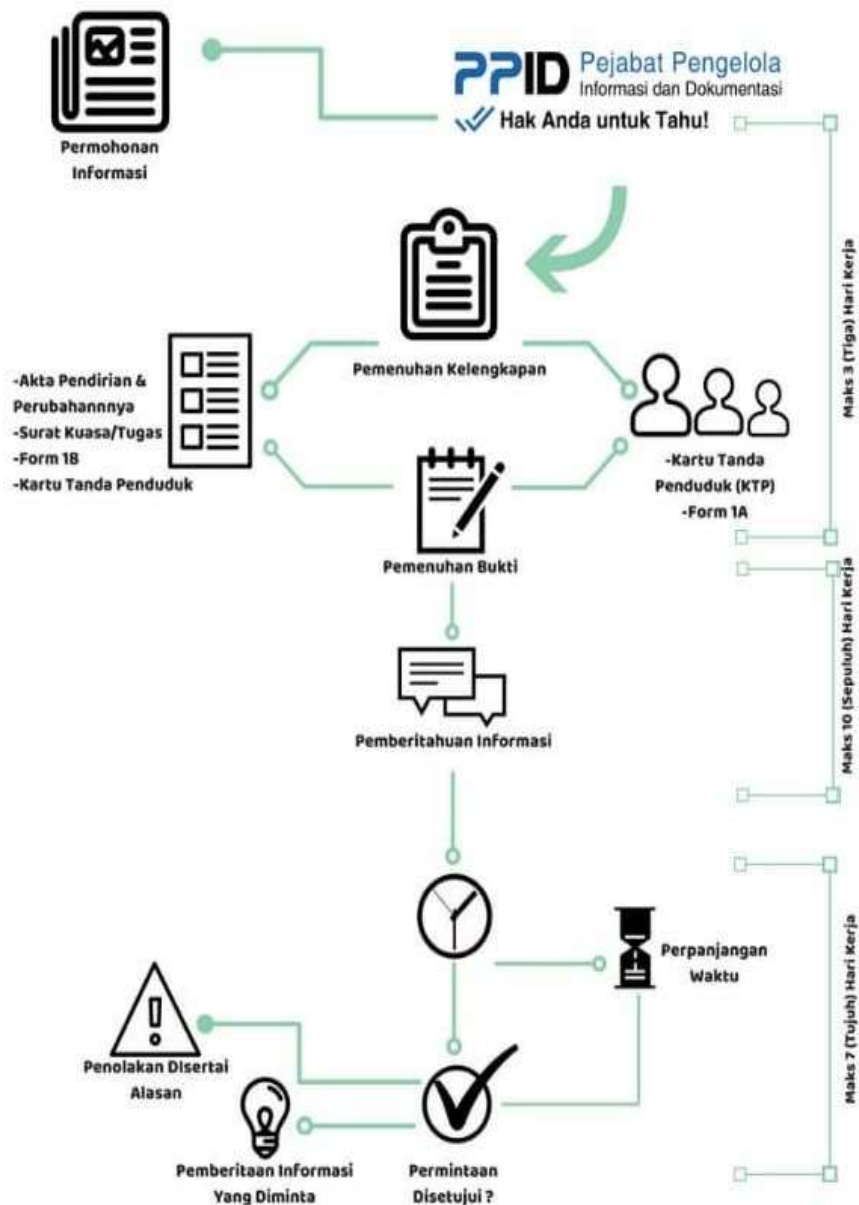 PPID Pejabat Pengelola
Informasi dan Dokumentasi
Hak Anda untuk Tahu!
Permohonan
Informasi
Maks 3 (Tiga) Hari Kerja
Pemenuhan Kelengkapan
-Akta Pendirian &
Perubahannnya
-Surat Kuasa/Tugas
-Form 1B
-Kartu Tanda Penduduk
-Kartu Tanda
Penduduk (KTP)
-Form 1A
Pemenuhan Bukti
Maks 10 (Sepuluh) Hari Kerja
Pemberitahuan Informasi
Perpanjangan
Waktu
Maks 7 (Tujuh) Hari Kerja
Penolakan DIsertai
Alasan
Pemberitaan Informasi
Yang Diminta
Permintaan
Disetujui ?